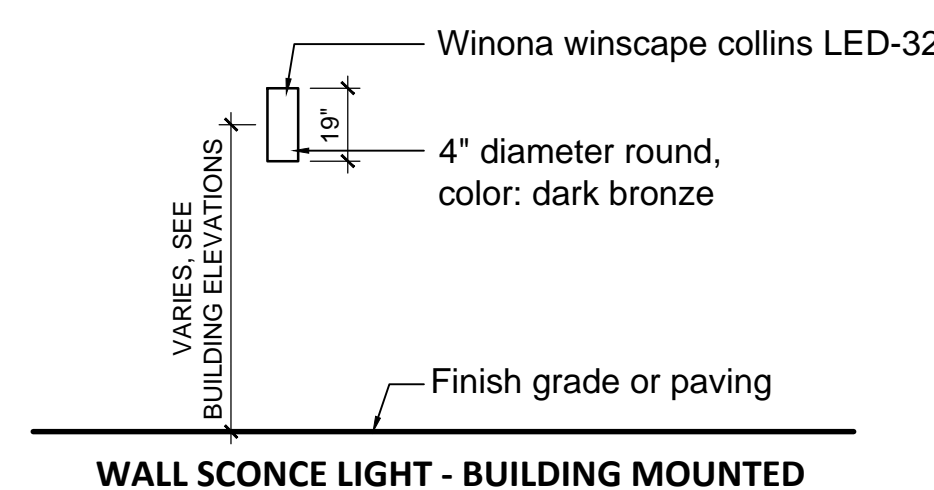 Winona winscape collins LED-32
19"
4" diameter round,
color: dark bronze
VARIES, SEE
BUILDING ELEVATIONS
Finish grade or paving
WALL SCONCE LIGHT - BUILDING MOUNTED